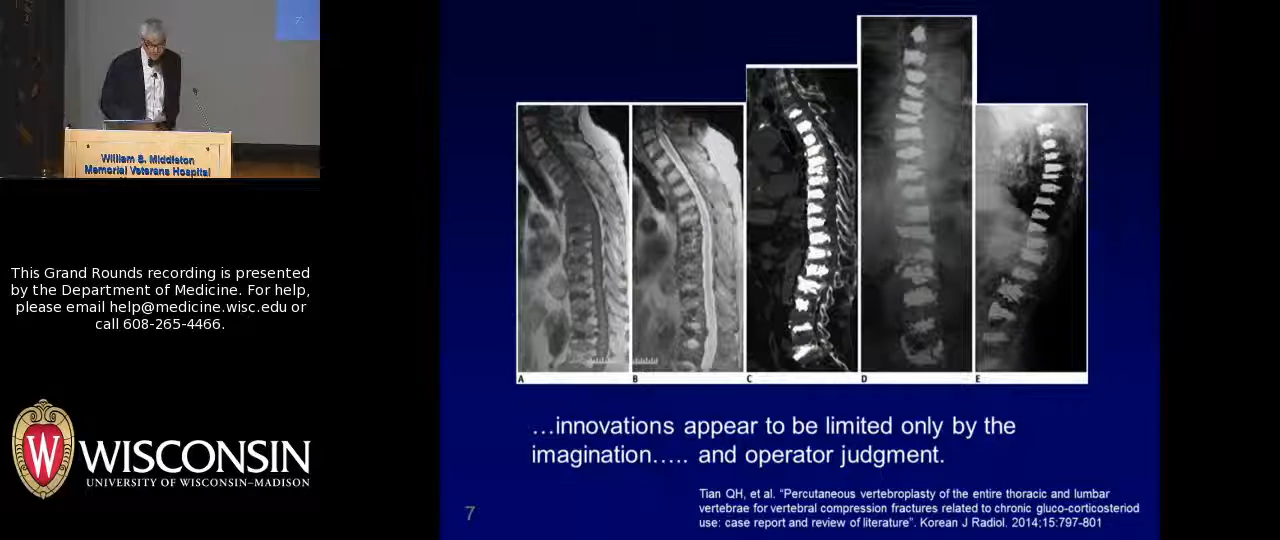 7
William S. Middleton
Memorial Veterans Hospital
This Grand Rounds recording is presented
by the Department of Medicine. For help,
please email help@medicine.wisc.edu or
call 608-265-4466.
W
WISCONSIN
UNIVERSITY OF WISCONSIN–MADISON
A B C D E
…innovations appear to be limited only by the
imagination….. and operator judgment.
Tian QH, et al. “Percutaneous vertebroplasty of the entire thoracic and lumbar
vertebrae for vertebral compression fractures related to chronic gluco-corticosteriod
use: case report and review of literature”. Korean J Radiol. 2014;15:797-801
7